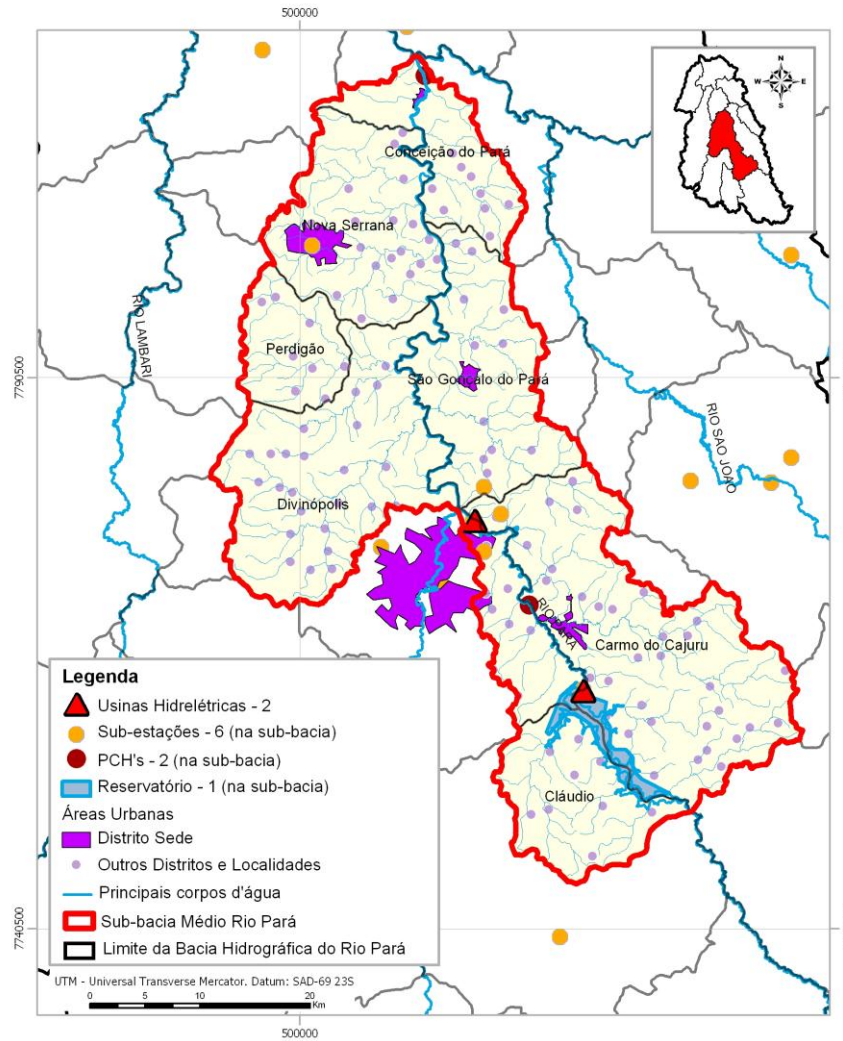 500000
N
W E
S
Conceição do Pará
Nova Serrana
RIO LAMBARI
Perdigão
7790500
São Gonçalo do Pará
RIO SAO JOAO
Divinópolis
RIO PARÁ
Carmo do Cajuru
Cláudio
7740500
Legenda
Usinas Hidrelétricas - 2
Sub-estações - 6 (na sub-bacia)
PCH's - 2 (na sub-bacia)
Reservatório - 1 (na sub-bacia)
Áreas Urbanas
Distrito Sede
Outros Distritos e Localidades
Principais corpos d'água
Sub-bacia Médio Rio Pará
Limite da Bacia Hidrográfica do Rio Pará
UTM - Universal Transverse Mercator. Datum: SAD-69 23S
0 5 10 20
Km
500000